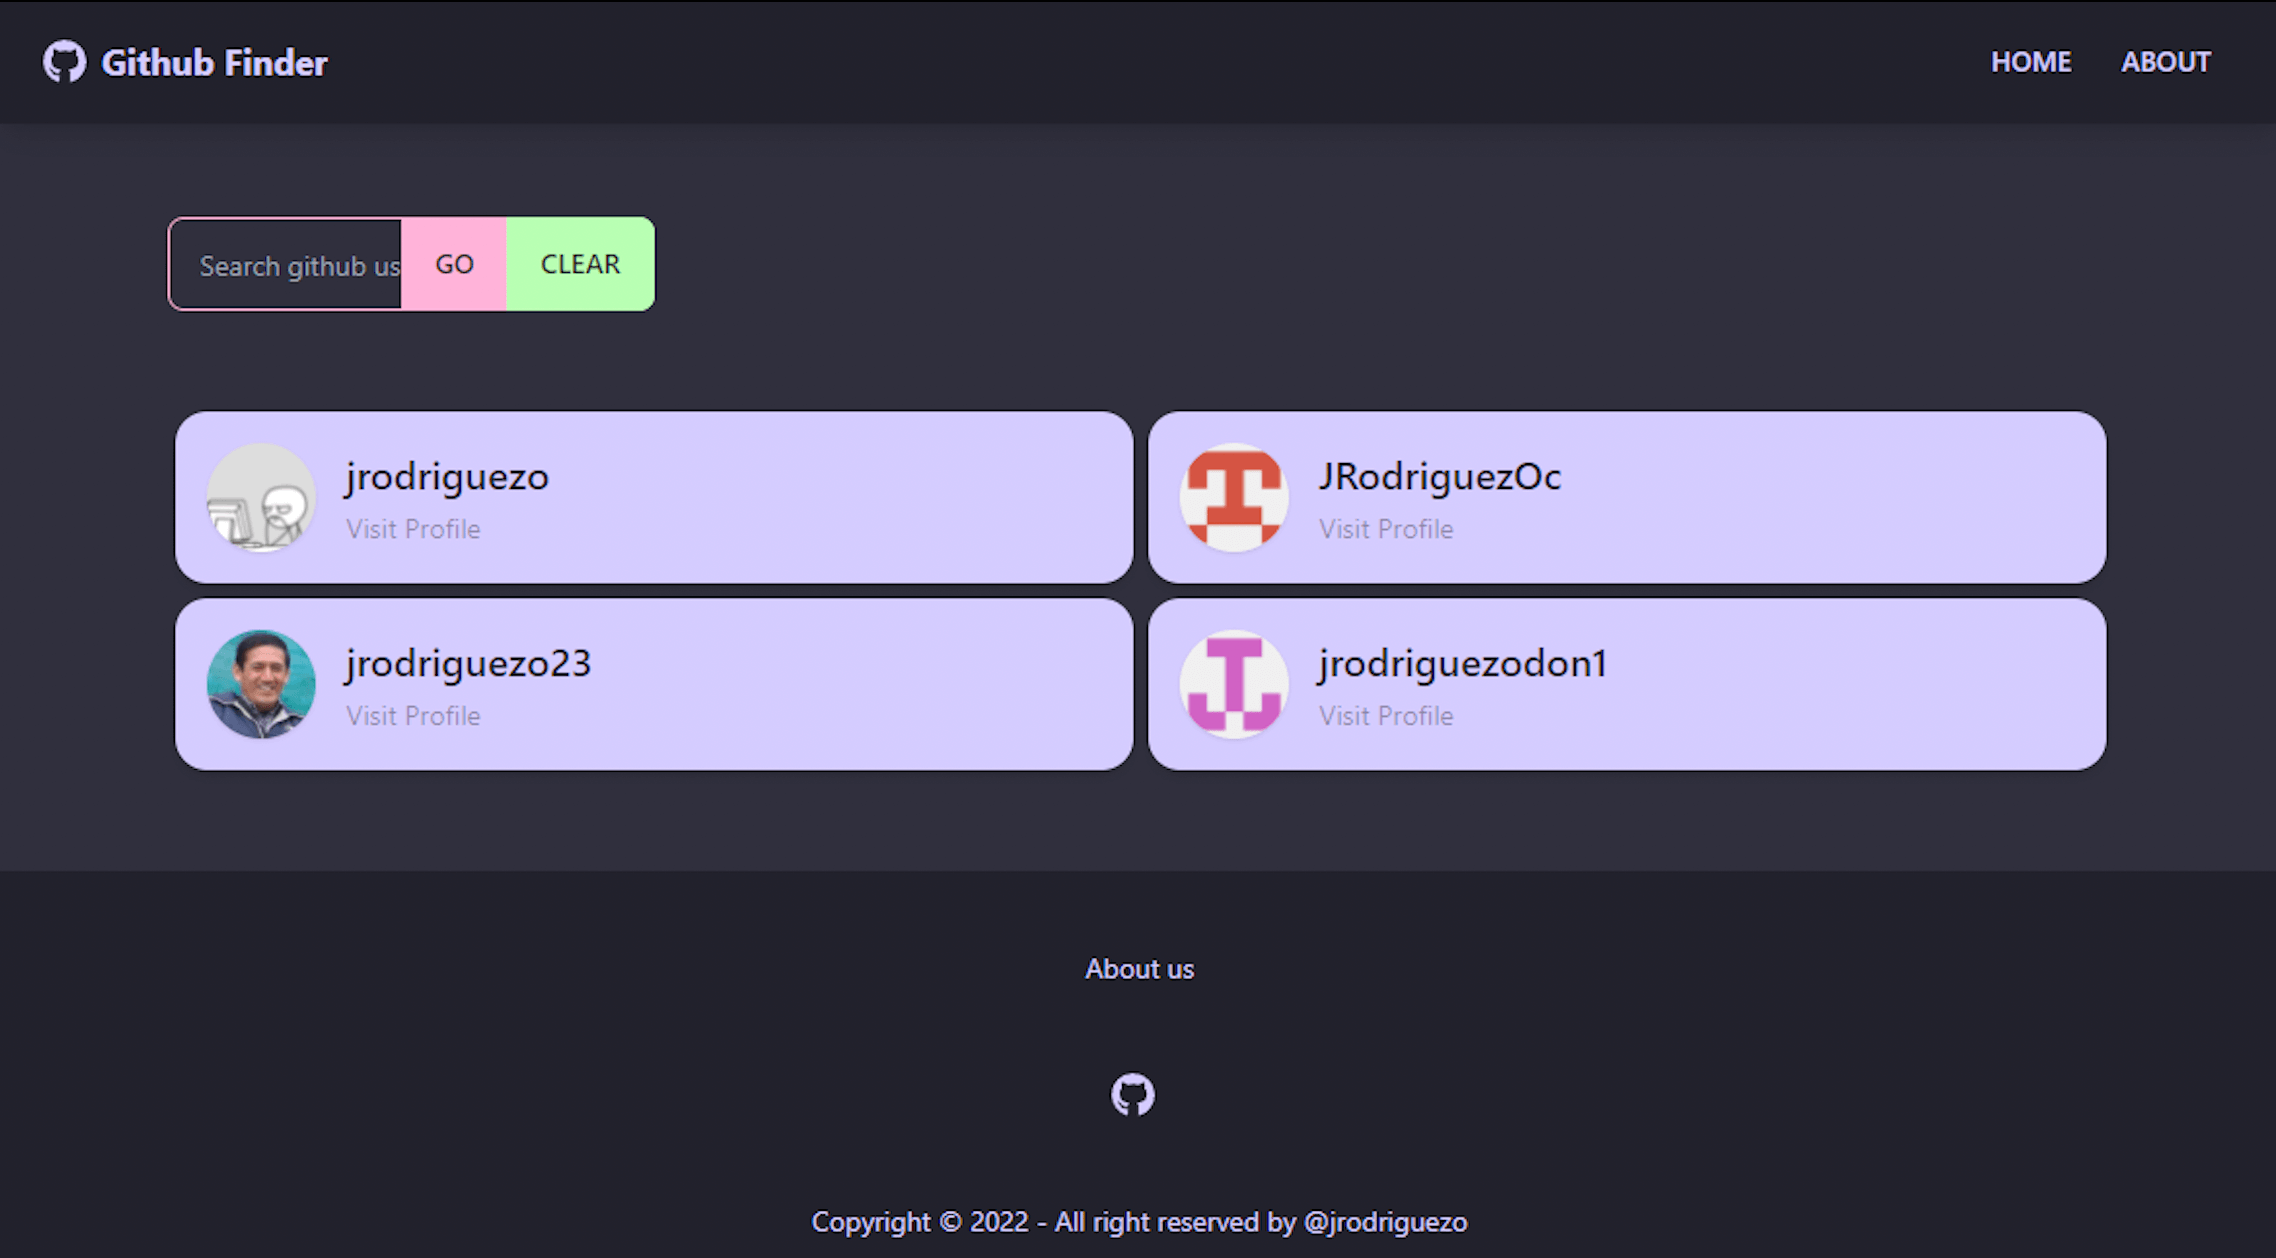 Github Finder
HOME
ABOUT
Search github us
GO
CLEAR
jrodriguezo
Visit Profile
JRodriguezOc
Visit Profile
jrodriguezo23
Visit Profile
jrodriguezodon1
Visit Profile
About us
Copyright © 2022 - All right reserved by @jrodriguezo